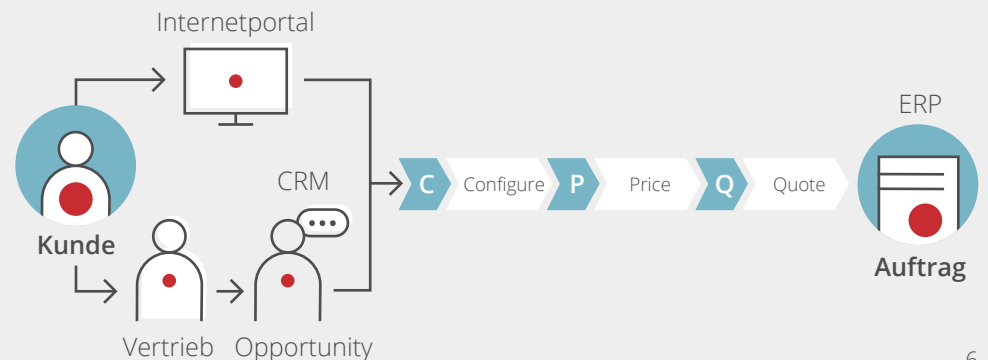 Internetportal
ERP
CRM
C Configure P Price Q Quote
Kunde
Auftrag
Vertrieb Opportunity
6